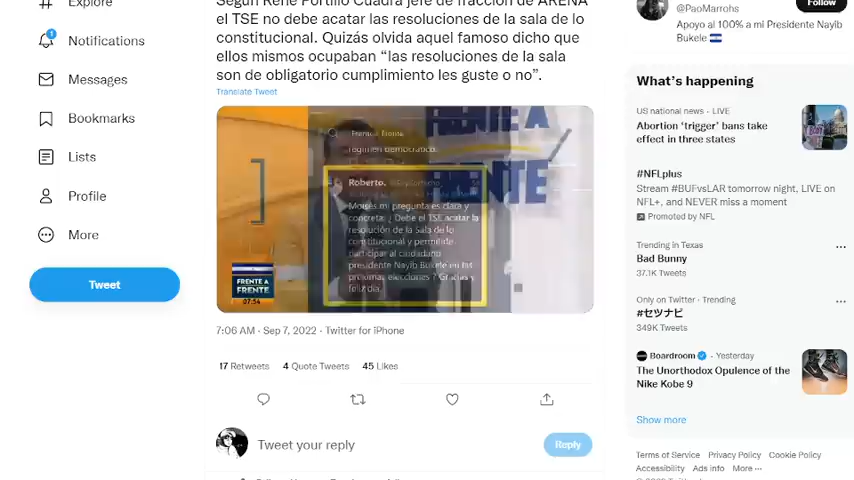 Explore
1
Notifications
Messages
Bookmarks
Lists
Profile
More
Tweet
Según René Portillo Cuadra jefe de fracción de ARENA
el TSE no debe acatar las resoluciones de la sala de lo
constitucional. Quizás olvida aquel famoso dicho que
ellos mismos ocupaban “las resoluciones de la sala
son de obligatorio cumplimiento les guste o no”.
Translate Tweet
Frente a frente
régimen democrático.
Roberto.
Moisés mi pregunta es clara y
concreta: ¿ Debe el TSE acatar la
resolución de la Sala de lo
constitucional y permitirle
participar al ciudadano
presidente Nayib Bukele en las
próximas elecciones ? Gracias y
feliz día.
FRENTE A
FRENTE
07:54
7:06 AM · Sep 7, 2022 · Twitter for iPhone
17 Retweets 4 Quote Tweets 45 Likes
Tweet your reply
Reply
@PaoMarrohs
Follow
Apoyo al 100% a mi Presidente Nayib
Bukele
What's happening
US national news · LIVE
Abortion 'trigger' bans take
effect in three states
#NFLplus
Stream #BUFvsLAR tomorrow night, LIVE on
NFL+, and NEVER miss a moment
Promoted by NFL
Trending in Texas
Bad Bunny
37.1K Tweets
Only on Twitter · Trending
#セツナビ
349K Tweets
Boardroom · Yesterday
The Unorthodox Opulence of the
Nike Kobe 9
Show more
Terms of Service Privacy Policy Cookie Policy
Accessibility Ads info More ···